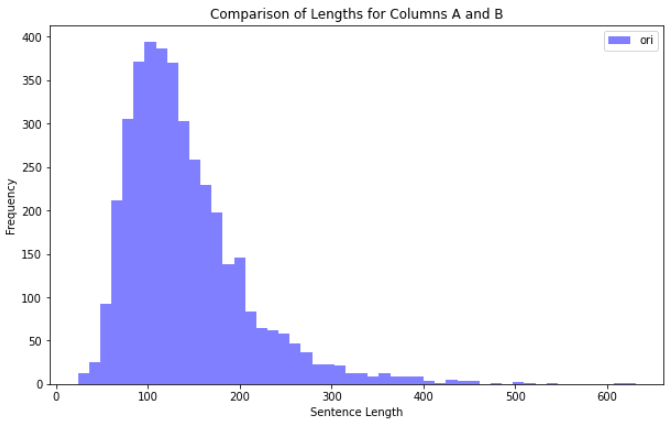 Comparison of Lengths for Columns A and B
ori
400
350
300
250
200
150
100
50
0
Frequency
0 100 200 300 400 500 600
Sentence Length